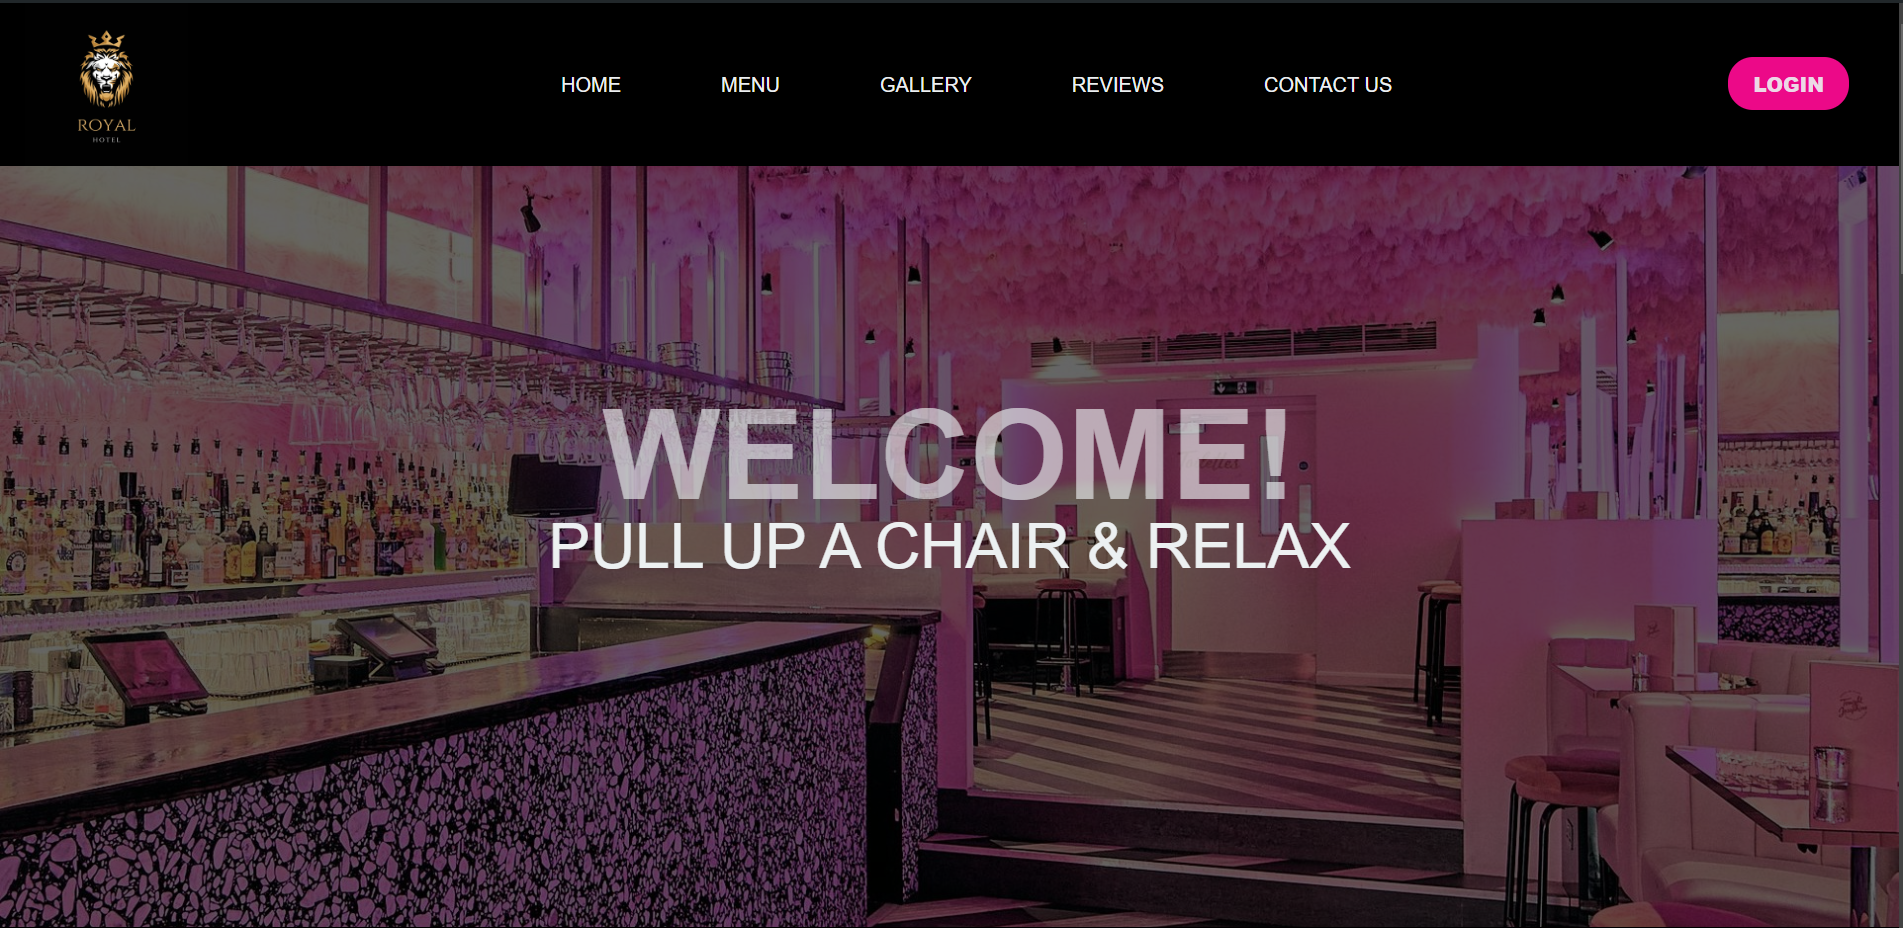 ROYAL
HOTEL
HOME
MENU
GALLERY
REVIEWS
CONTACT US
LOGIN
WELCOME!
PULL UP A CHAIR & RELAX